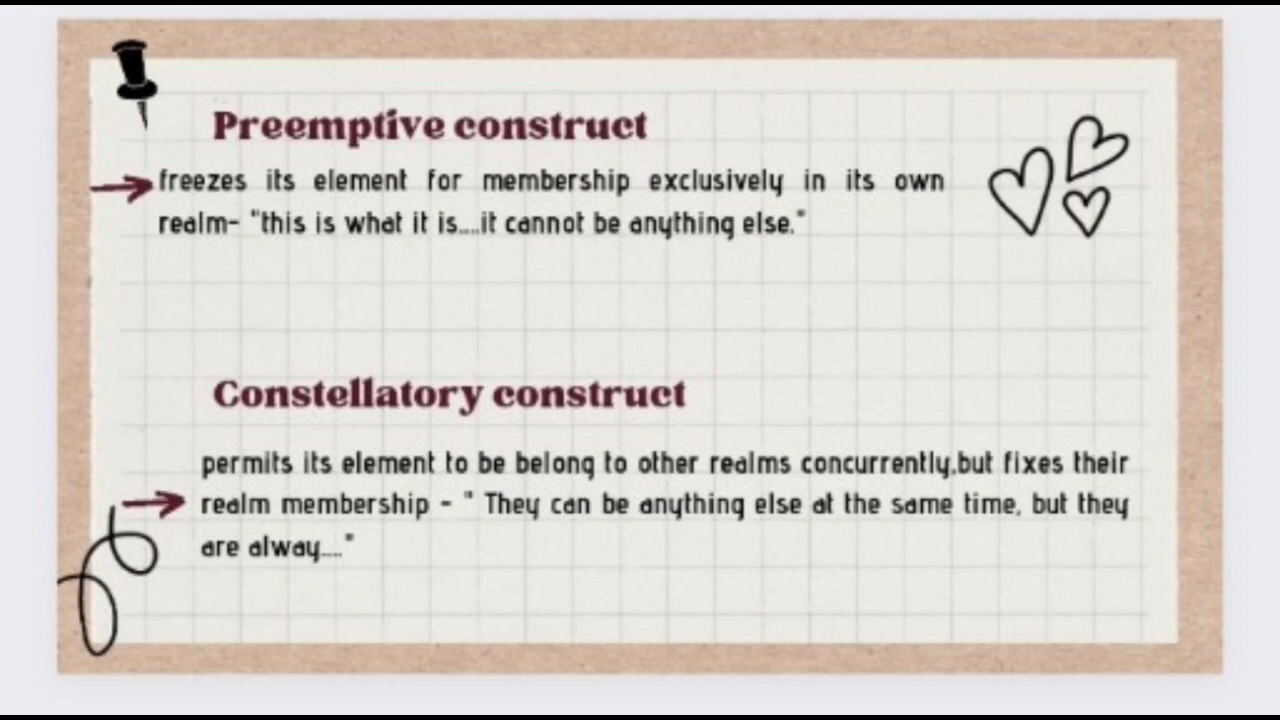 Preemptive construct
freezes its element for membership exclusively in its own
realm- "this is what it is....it cannot be anything else."
Constellatory construct
permits its element to be belong to other realms concurrently,but fixes their
realm membership - " They can be anything else at the same time, but they
are alway...."